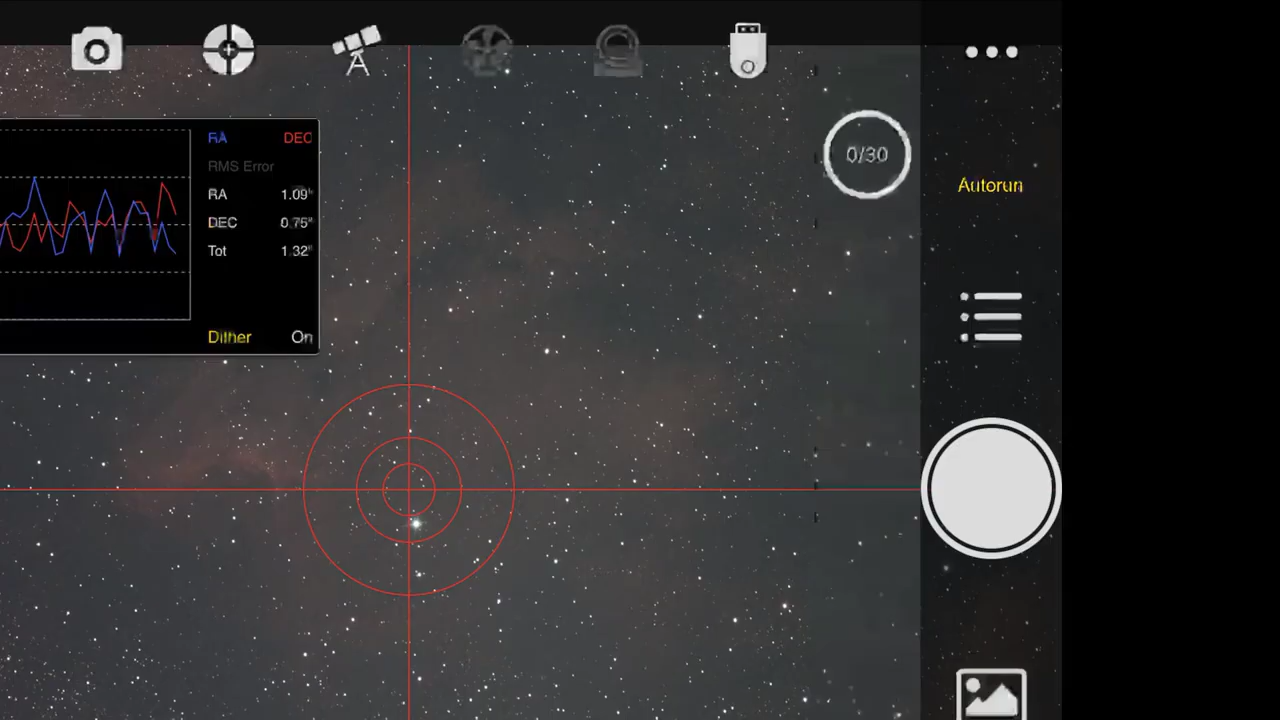 RA DEC
RMS Error
RA 1.09"
DEC 0.75"
Tot 1.32"
Dither On
0/30
Autorun